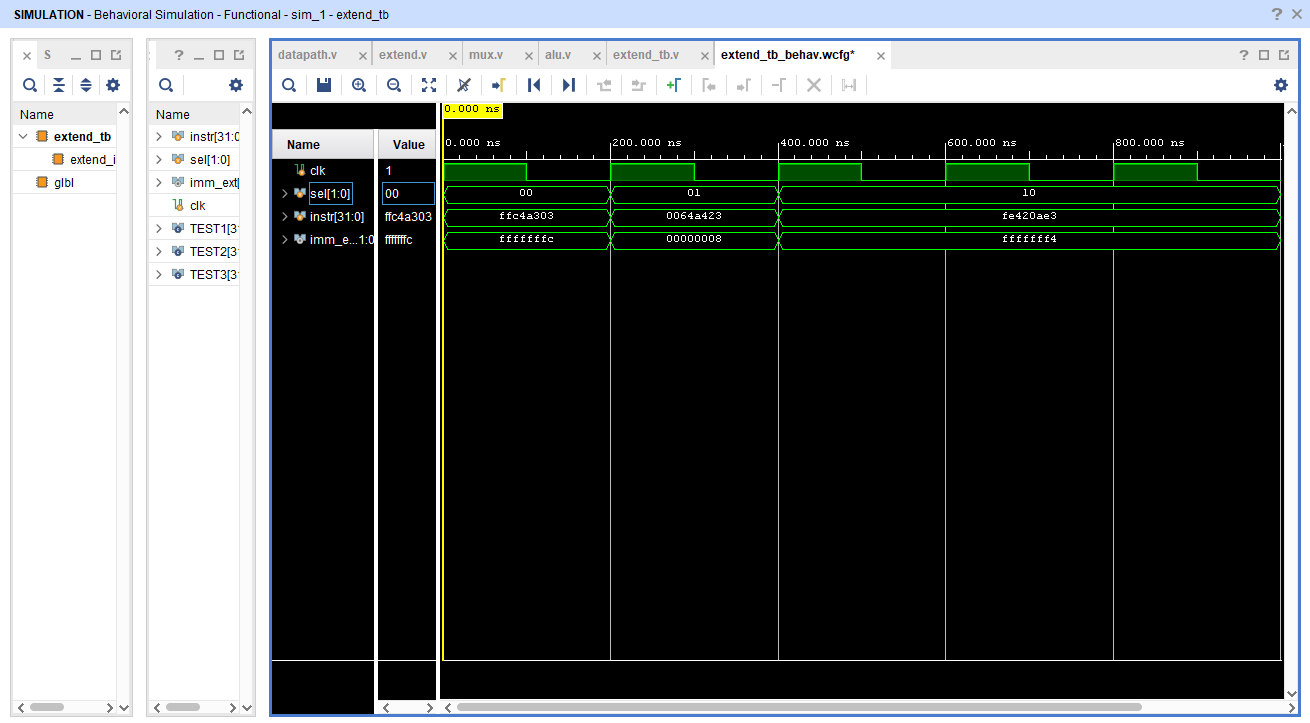 SIMULATION - Behavioral Simulation - Functional - sim_1 - extend_tb
S
Name
extend_tb
extend_i
glbl
Name
instr[31:0
sel[1:0]
imm_ext[
clk
TEST1[31
TEST2[31
TEST3[31
datapath.v
extend.v
mux.v
alu.v
extend_tb.v
extend_tb_behav.wcfg*
0.000 ns
0.000 ns 200.000 ns 400.000 ns 600.000 ns 800.000 ns
Name Value
clk 1
sel[1:0] 00 00 01 10
instr[31:0] ffc4a303 ffc4a303 0064a423 fe420ae3
imm_e...1:0] fffffffc fffffffc 00000008 fffffff4